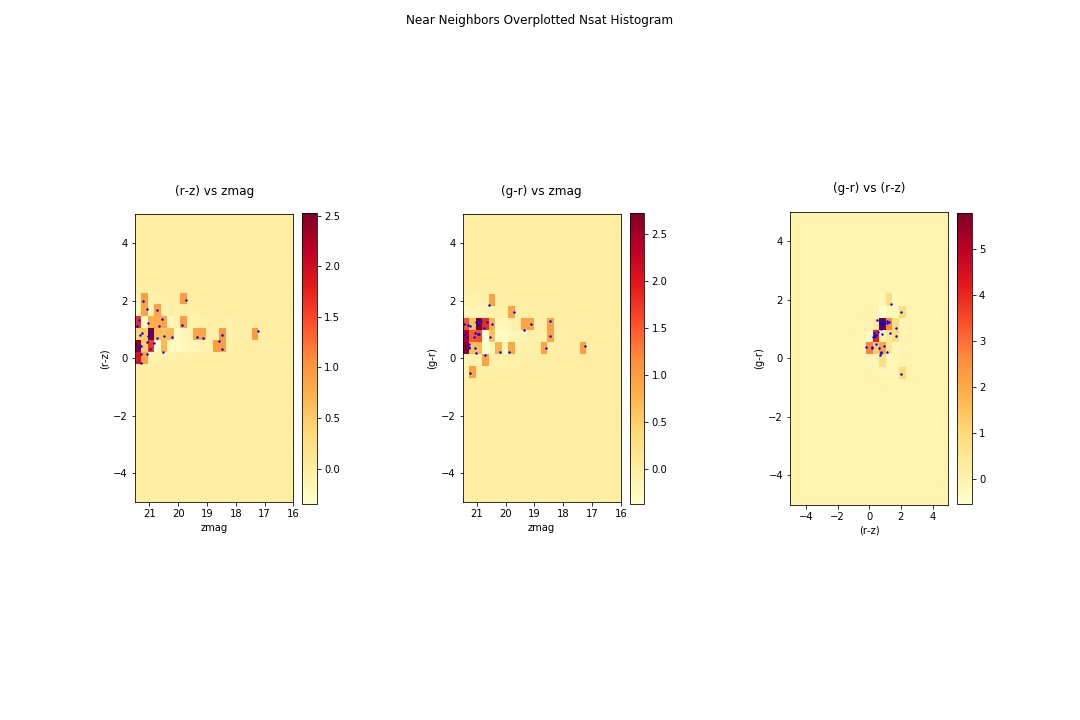 Near Neighbors Overplotted Nsat Histogram
(r-z) vs zmag
(r-z)
4
2
0
−2
−4
21 20 19 18 17 16
zmag
2.5
2.0
1.5
1.0
0.5
0.0
(g-r) vs zmag
(g-r)
4
2
0
−2
−4
21 20 19 18 17 16
zmag
2.5
2.0
1.5
1.0
0.5
0.0
(g-r) vs (r-z)
(g-r)
4
2
0
−2
−4
−4 −2 0 2 4
(r-z)
5
4
3
2
1
0